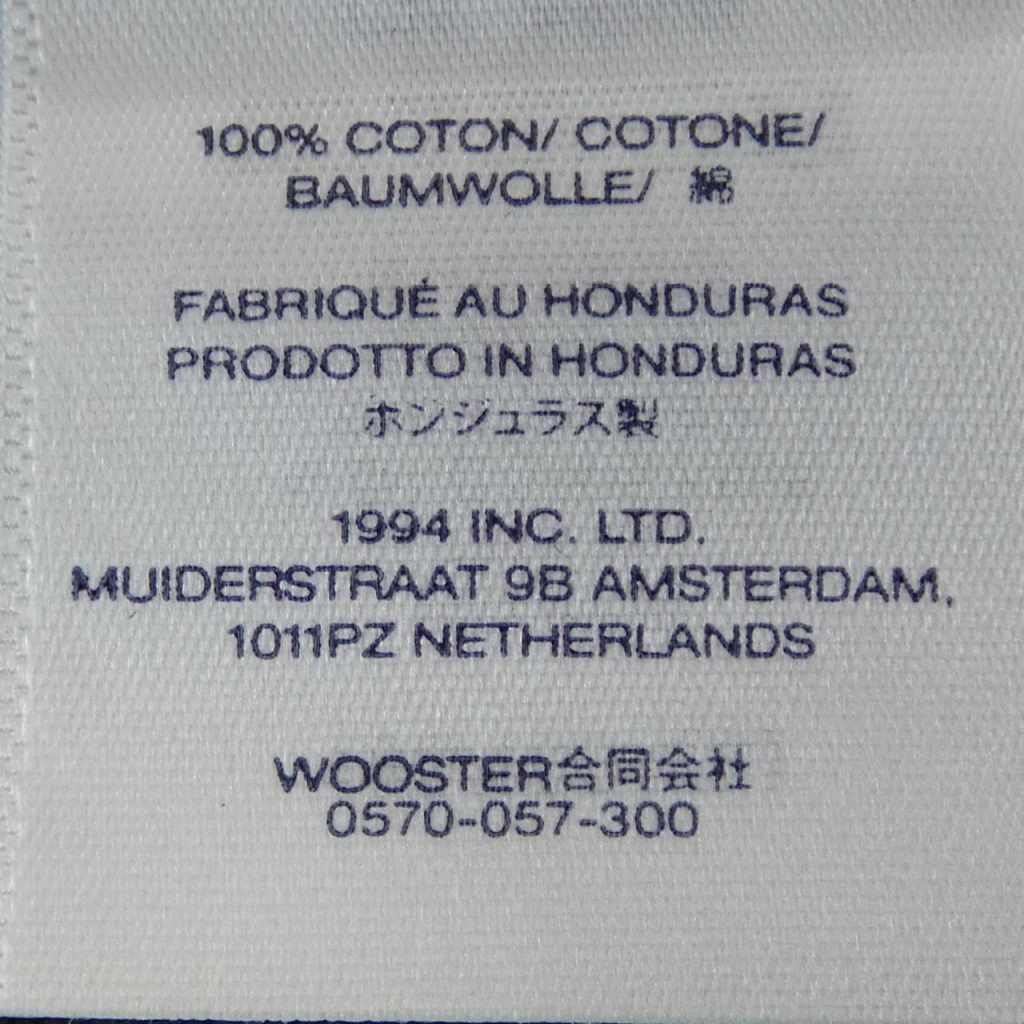 100% COTON/ COTONE/
BAUMWOLLE/ 綿
FABRIQUÉ AU HONDURAS
PRODOTTO IN HONDURAS
ホンジュラス製
1994 INC. LTD.
MUIDERSTRAAT 9B AMSTERDAM,
1011PZ NETHERLANDS
WOOSTER合同会社
0570-057-300